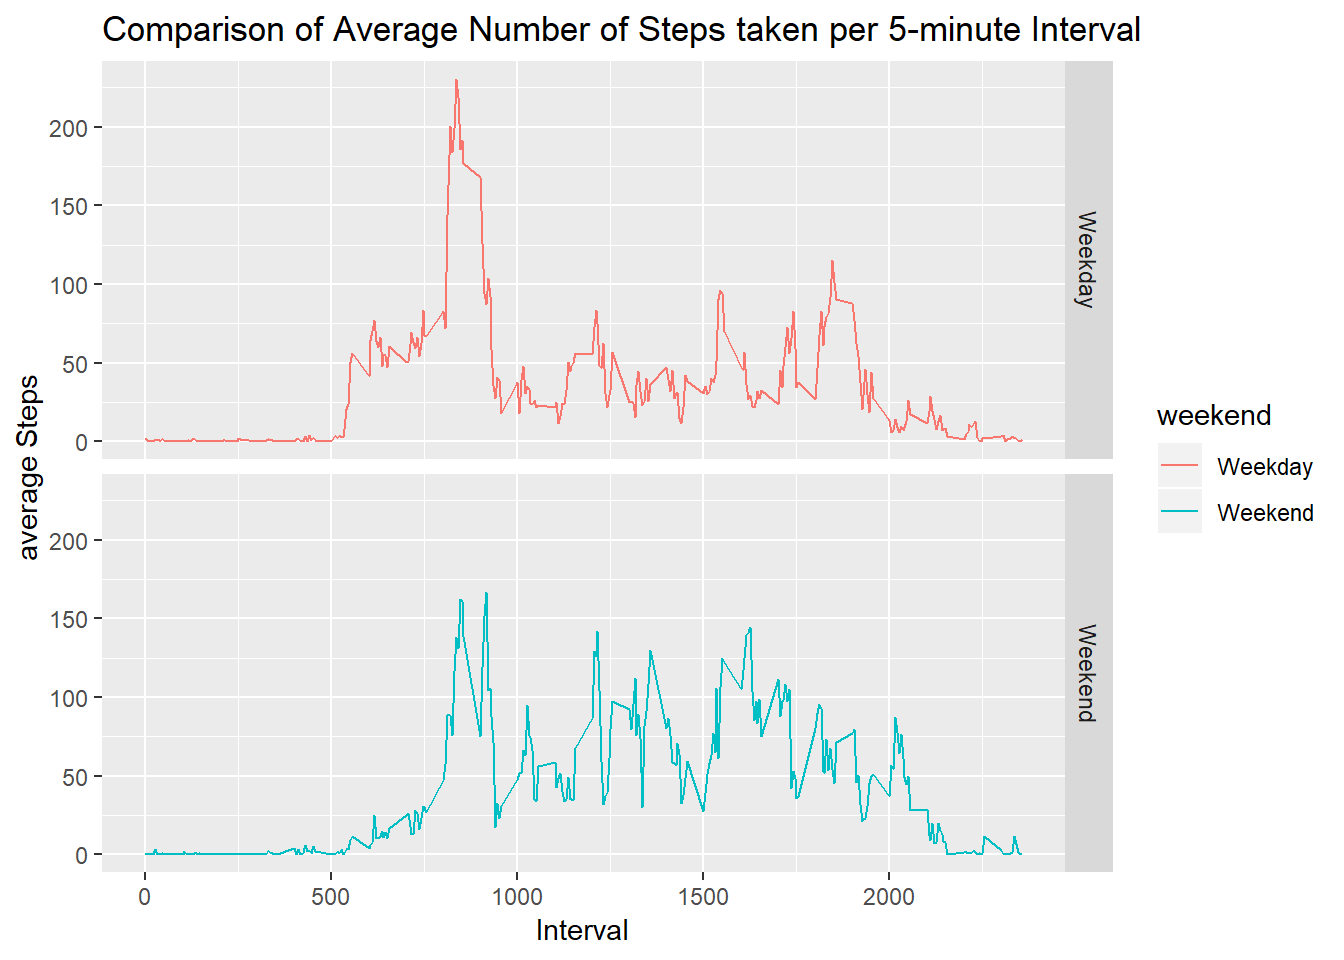 Comparison of Average Number of Steps taken per 5-minute Interval
average Steps
200
150
100
50
0
Weekday
200
150
100
50
0
Weekend
0
500
1000
1500
2000
Interval
weekend
Weekday
Weekend